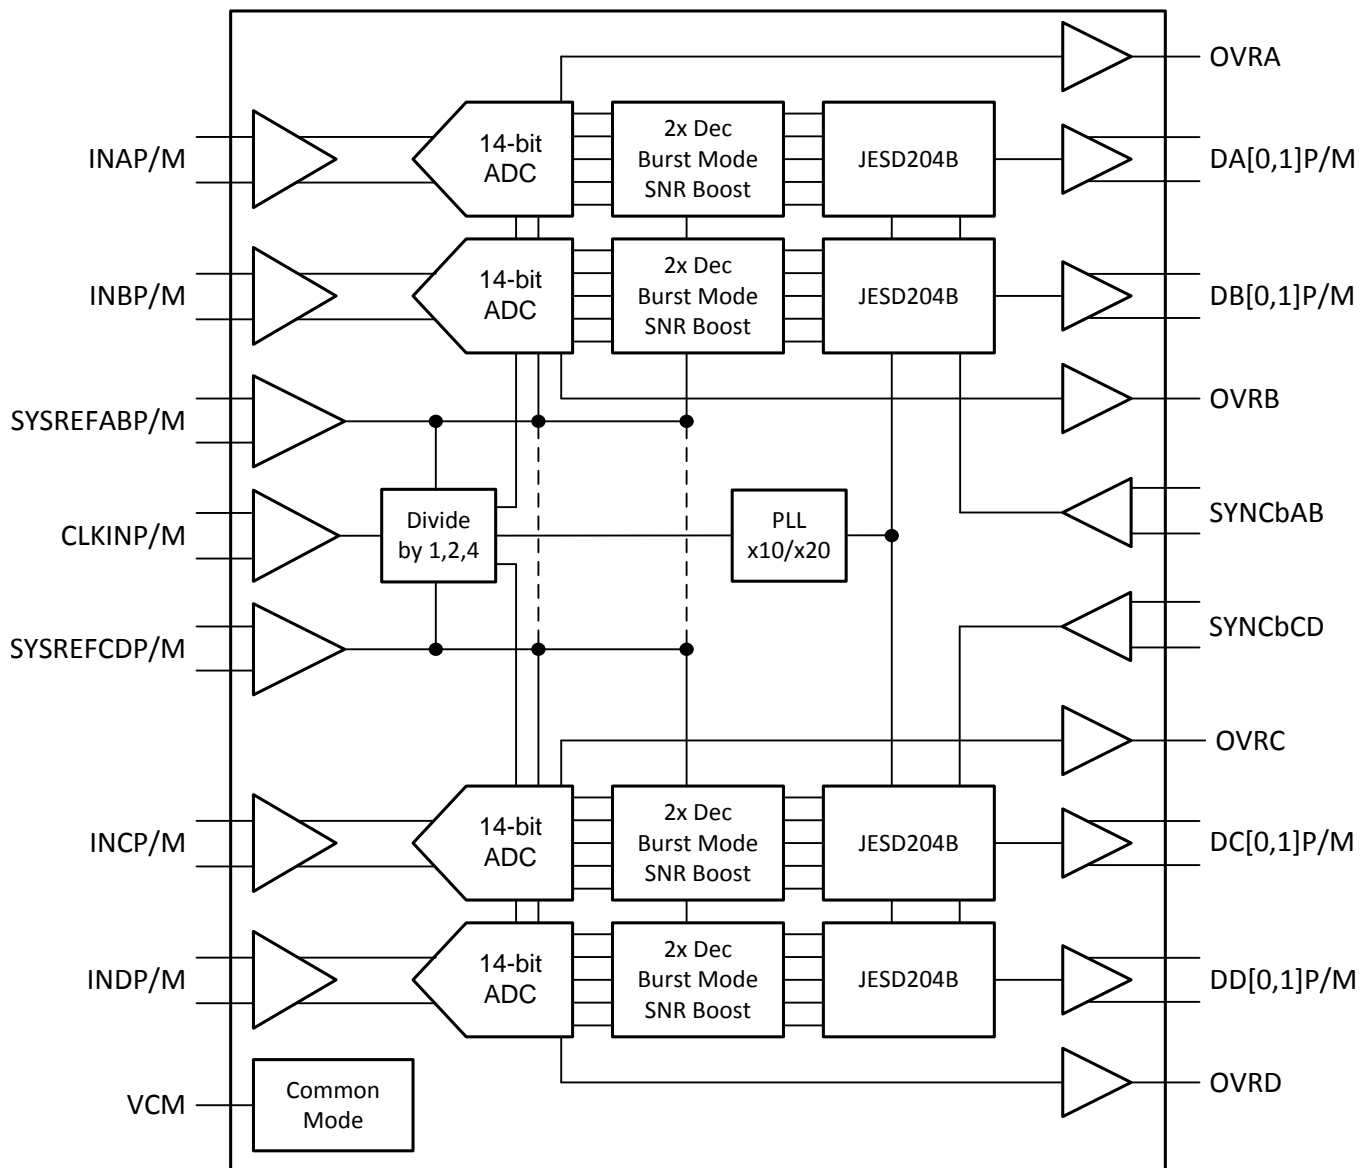 OVRA
INAP/M
14-bit
ADC
2x Dec
Burst Mode
SNR Boost
JESD204B
DA[0,1]P/M
INBP/M
14-bit
ADC
2x Dec
Burst Mode
SNR Boost
JESD204B
DB[0,1]P/M
SYSREFABP/M
OVRB
CLKINP/M
Divide
by 1,2,4
PLL
x10/x20
SYNCbAB
SYSREFCDP/M
SYNCbCD
OVRC
INCP/M
14-bit
ADC
2x Dec
Burst Mode
SNR Boost
JESD204B
DC[0,1]P/M
INDP/M
14-bit
ADC
2x Dec
Burst Mode
SNR Boost
JESD204B
DD[0,1]P/M
VCM
Common
Mode
OVRD